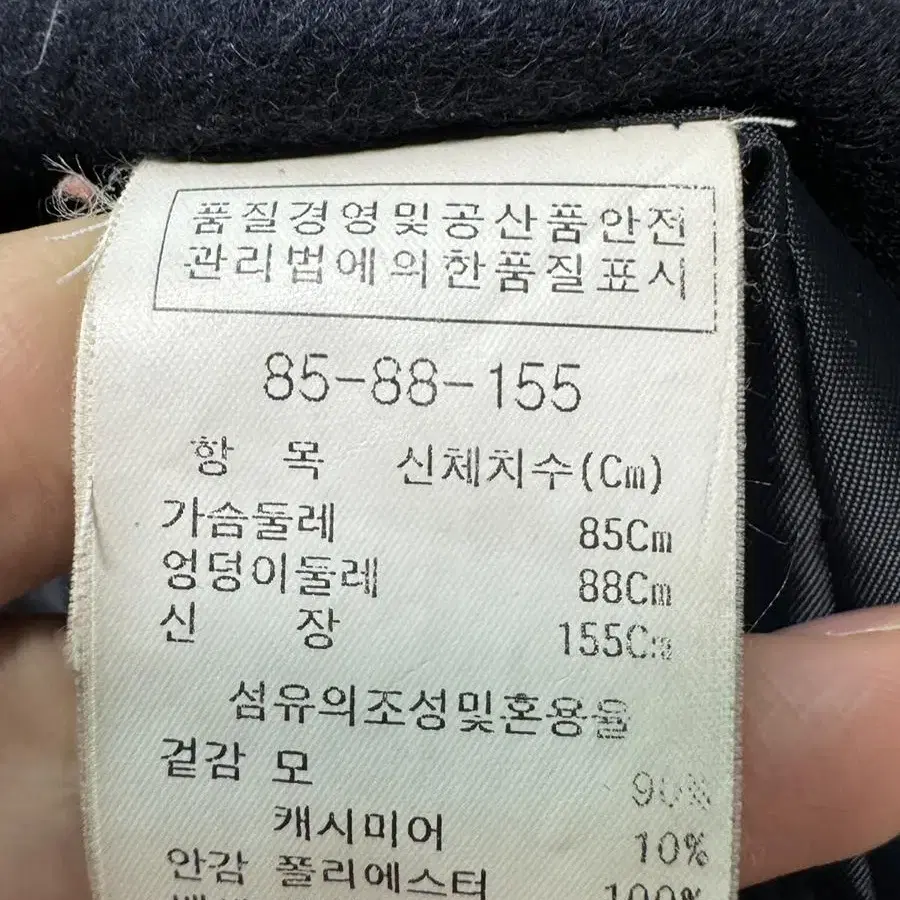 품질경영및공산품안전
관리법에의한품질표시
85-88-155
항 목 신체치수(Cm)
가슴둘레 85Cm
엉덩이둘레 88Cm
신 장 155Cm
섬유의조성및혼용율
겉감 모 90%
캐시미어 10%
안감 폴리에스터 100%